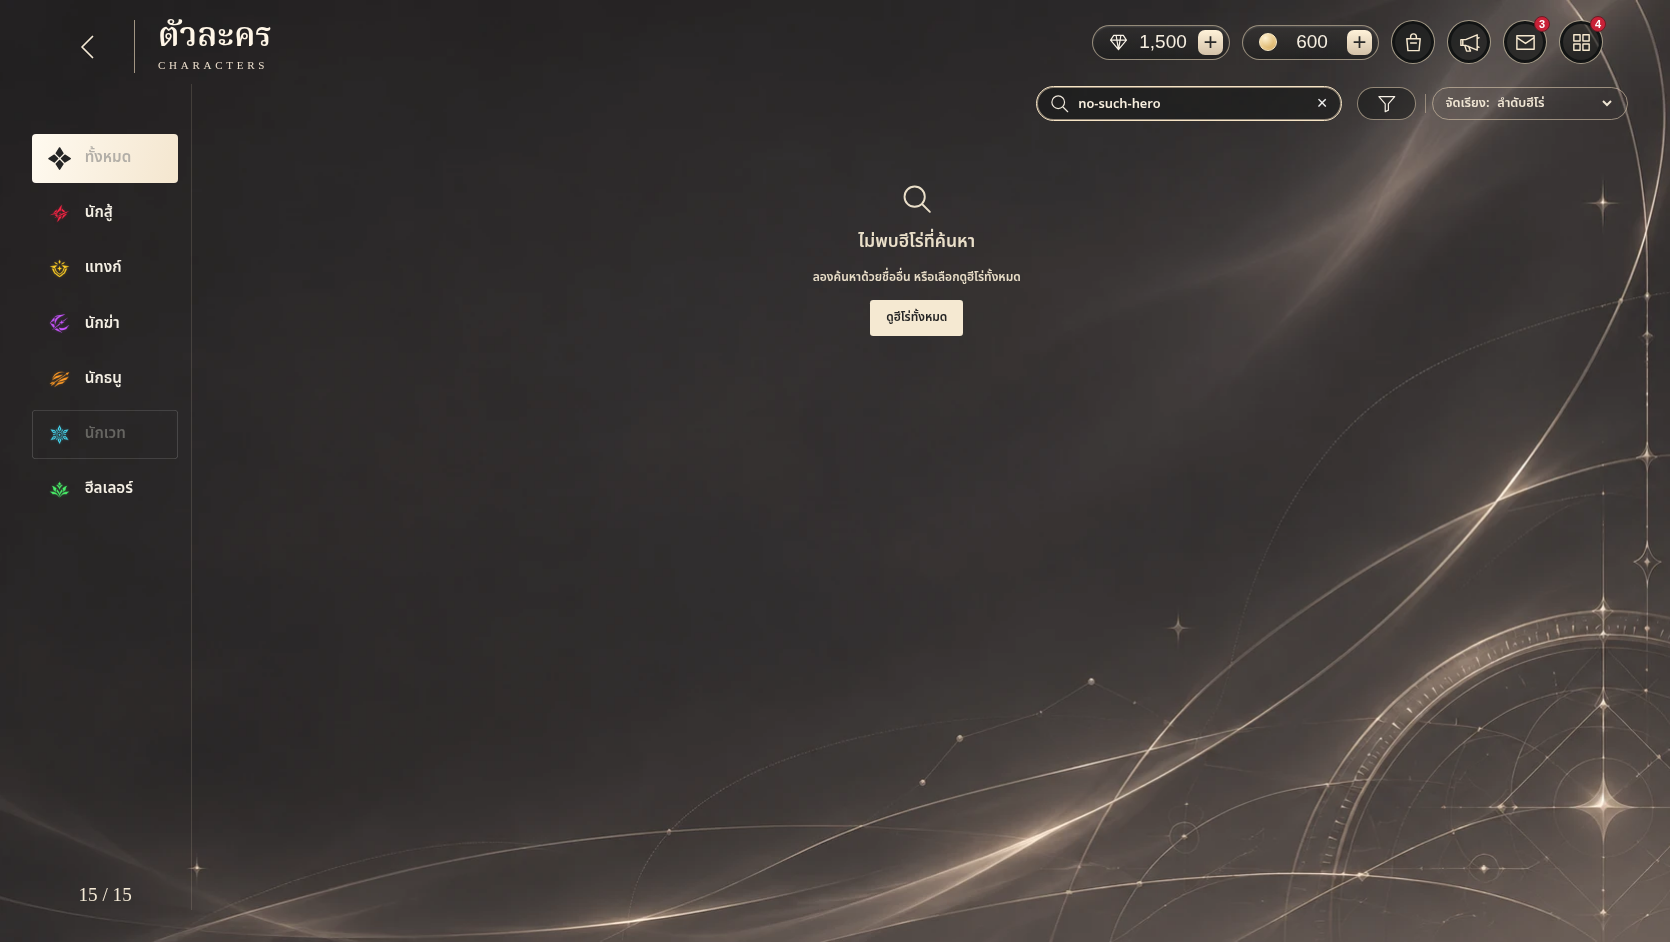 ตัวละคร
CHARACTERS
1,500
600
3
4
no-such-hero
จัดเรียง: ลำดับฮีโร่
ทั้งหมด
นักสู้
แทงก์
นักฆ่า
นักธนู
นักเวท
ฮีลเลอร์
ไม่พบฮีโร่ที่ค้นหา
ลองค้นหาด้วยชื่ออื่น หรือเลือกดูฮีโร่ทั้งหมด
ดูฮีโร่ทั้งหมด
15 / 15